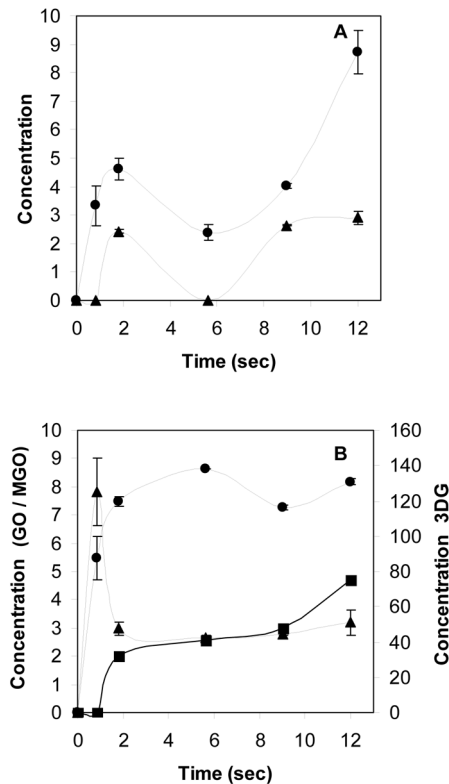 A
10
9
8
7
6
5
4
3
2
1
0
Concentration
0 2 4 6 8 10 12
Time (sec)
B
10 160
9 140
8 120
7 100
6 80
5 60
4 40
3 20
2 0
1
0
Concentration (GO / MGO)
Concentration 3DG
0 2 4 6 8 10 12
Time (sec)